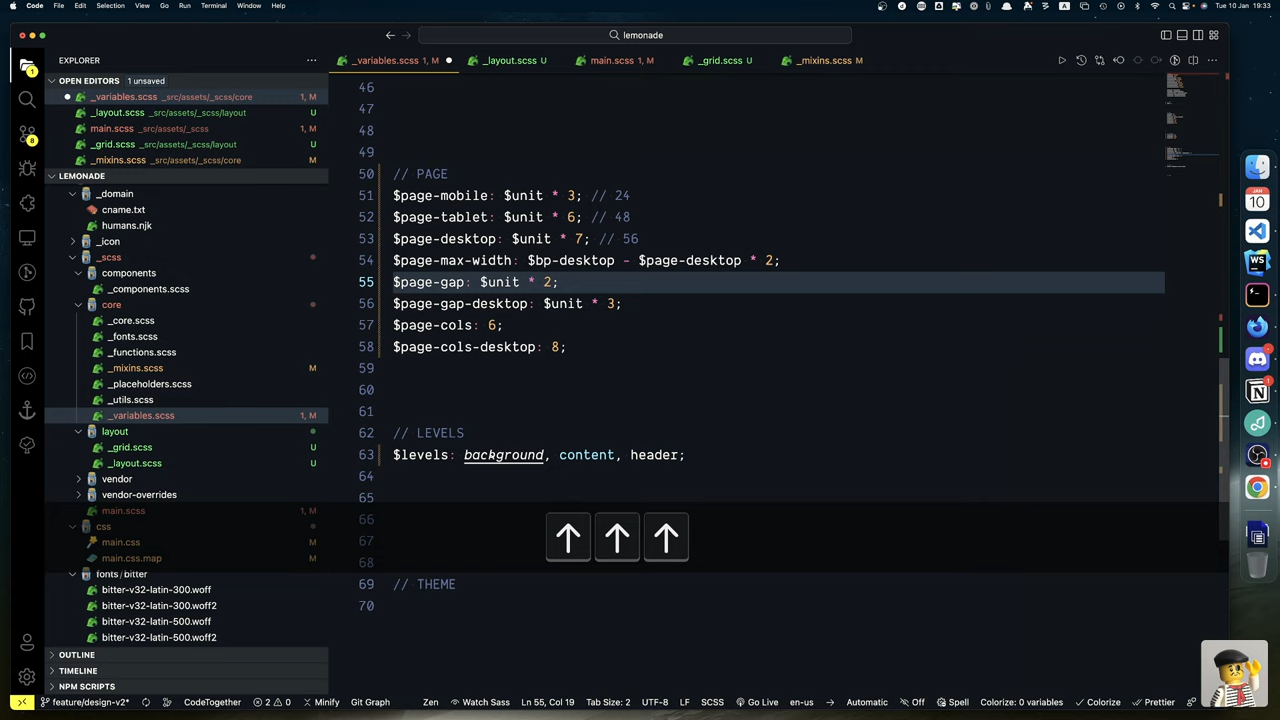 Code File Edit Selection View Go Run Terminal Window Help
Tue 10 Jan 19:33
lemonade
EXPLORER
_variables.scss 1, M
_layout.scss U
main.scss 1, M
_grid.scss U
_mixins.scss M
OPEN EDITORS 1 unsaved
_variables.scss _src/assets/_scss/core 1, M
_layout.scss _src/assets/_scss/layout U
main.scss _src/assets/_scss 1, M
_grid.scss _src/assets/_scss/layout U
_mixins.scss _src/assets/_scss/core M
LEMONADE
_domain
cname.txt
humans.njk
_icon
_scss
components
_components.scss
core
_core.scss
_fonts.scss
_functions.scss
_mixins.scss M
_placeholders.scss
_utils.scss
_variables.scss 1, M
layout
_grid.scss U
_layout.scss U
vendor
vendor-overrides
main.scss 1, M
css
main.css M
main.css.map M
fonts/bitter
bitter-v32-latin-300.woff
bitter-v32-latin-300.woff2
bitter-v32-latin-500.woff
bitter-v32-latin-500.woff2
OUTLINE
TIMELINE
NPM SCRIPTS
46
47
48
49
50 // PAGE
51 $page-mobile: $unit * 3; // 24
52 $page-tablet: $unit * 6; // 48
53 $page-desktop: $unit * 7; // 56
54 $page-max-width: $bp-desktop - $page-desktop * 2;
55 $page-gap: $unit * 2;
56 $page-gap-desktop: $unit * 3;
57 $page-cols: 6;
58 $page-cols-desktop: 8;
59
60
61
62 // LEVELS
63 $levels: background, content, header;
64
65
66
67
68
69 // THEME
70
↑ ↑ ↑
JAN
10
feature/design-v2* CodeTogether 2 0 Minify Git Graph Zen Watch Sass Ln 55, Col 19 Tab Size: 2 UTF-8 LF SCSS Go Live en-us Automatic Off Spell Colorize: 0 variables Colorize Prettier